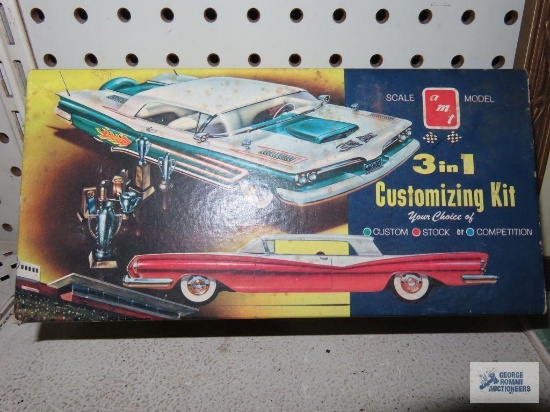 SCALE amt MODEL
3 in 1
Customizing Kit
Your Choice of
CUSTOM STOCK or COMPETITION
GEORGE
ROMAN
AUCTIONEERS